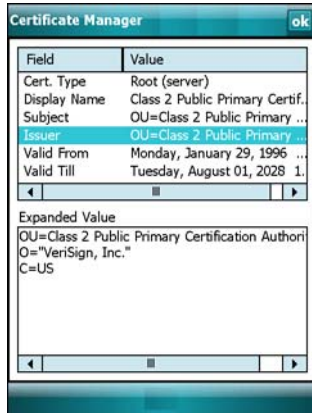 Certificate Manager ok
Field Value
Cert. Type Root (server)
Display Name Class 2 Public Primary Certif..
Subject OU=Class 2 Public Primary ...
Issuer OU=Class 2 Public Primary ...
Valid From Monday, January 29, 1996 ...
Valid Till Tuesday, August 01, 2028 1.
Expanded Value
OU=Class 2 Public Primary Certification Authori
O="VeriSign, Inc."
C=US